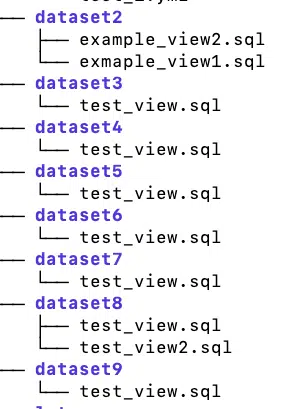 ── dataset2
├── example_view2.sql
└── exmaple_view1.sql
── dataset3
└── test_view.sql
── dataset4
└── test_view.sql
── dataset5
└── test_view.sql
── dataset6
└── test_view.sql
── dataset7
└── test_view.sql
── dataset8
├── test_view.sql
└── test_view2.sql
── dataset9
└── test_view.sql